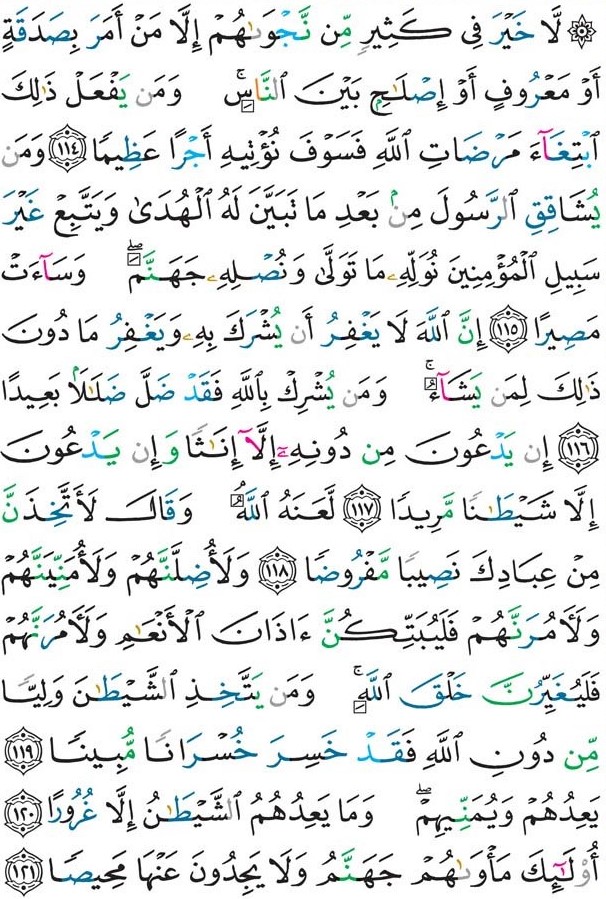 ۞ لَّا خَيْرَ فِي كَثِيرٍ مِّن نَّجْوَىٰهُمْ إِلَّا مَنْ أَمَرَ بِصَدَقَةٍ
أَوْ مَعْرُوفٍ أَوْ إِصْلَٰحٍۭ بَيْنَ ٱلنَّاسِۚ وَمَن يَفْعَلْ ذَٰلِكَ
ٱبْتِغَآءَ مَرْضَاتِ ٱللَّهِ فَسَوْفَ نُؤْتِيهِ أَجْرًا عَظِيمًا ١١٤ وَمَن
يُشَاقِقِ ٱلرَّسُولَ مِنۢ بَعْدِ مَا تَبَيَّنَ لَهُ ٱلْهُدَىٰ وَيَتَّبِعْ غَيْرَ
سَبِيلِ ٱلْمُؤْمِنِينَ نُوَلِّهِۦ مَا تَوَلَّىٰ وَنُصْلِهِۦ جَهَنَّمَۖ وَسَآءَتْ
مَصِيرًا ١١٥ إِنَّ ٱللَّهَ لَا يَغْفِرُ أَن يُشْرَكَ بِهِۦ وَيَغْفِرُ مَا دُونَ
ذَٰلِكَ لِمَن يَشَآءُۚ وَمَن يُشْرِكْ بِٱللَّهِ فَقَدْ ضَلَّ ضَلَٰلًۢا بَعِيدًا
١١٦ إِن يَدْعُونَ مِن دُونِهِۦٓ إِلَّآ إِنَٰثًا وَإِن يَدْعُونَ
إِلَّا شَيْطَٰنًا مَّرِيدًا ١١٧ لَّعَنَهُ ٱللَّهُۘ وَقَالَ لَأَتَّخِذَنَّ
مِنْ عِبَادِكَ نَصِيبًا مَّفْرُوضًا ١١٨ وَلَأُضِلَّنَّهُمْ وَلَأُمَنِّيَنَّهُمْ
وَلَءَامُرَنَّهُمْ فَلَيُبَتِّكُنَّ ءَاذَانَ ٱلْأَنْعَٰمِ وَلَءَامُرَنَّهُمْ
فَلَيُغَيِّرُنَّ خَلْقَ ٱللَّهِۚ وَمَن يَتَّخِذِ ٱلشَّيْطَٰنَ وَلِيًّا
مِّن دُونِ ٱللَّهِ فَقَدْ خَسِرَ خُسْرَانًا مُّبِينًا ١١٩
يَعِدُهُمْ وَيُمَنِّيهِمْۖ وَمَا يَعِدُهُمُ ٱلشَّيْطَٰنُ إِلَّا غُرُورًا ١٢٠
أُوْلَٰٓئِكَ مَأْوَىٰهُمْ جَهَنَّمُ وَلَا يَجِدُونَ عَنْهَا مَحِيصًا ١٢١